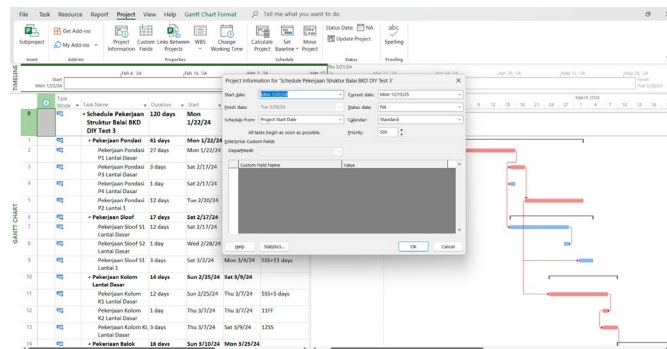 File Task Resource Report Project View Help Gantt Chart Format Tell me what you want to do
Subproject
Get Add-ins
My Add-ins
Project Information
Custom Fields
Links Between Projects
WBS
Change Working Time
Calculate Project
Set Baseline
Move Project
Status Date: NA
Update Project
abc
Spelling
Insert Add-ins Properties Schedule Status Proofing
TIMELINE
Start
Mon 1/22/24
Feb 4, '24
Feb 18, '24
Thu 3/21/24
Finish
Tue 5/28/24
Project Information for 'Schedule Pekerjaan Struktur Balai BKD DIY Test 3'
Start date: Mon 1/22/24 Current date: Mon 12/15/25
Finish date: Tue 5/28/24 Status date: NA
Schedule from: Project Start Date Calendar: Standard
All tasks begin as soon as possible. Priority: 500
Enterprise Custom Fields
Department:
Custom Field Name Value
Help Statistics... OK Cancel
March 2024
GANTT CHART
Task Mode Task Name Duration Start
0 Schedule Pekerjaan Struktur Balai BKD DIY Test 3 120 days Mon 1/22/24
1 Pekerjaan Pondasi 41 days Mon 1/22/24
2 Pekerjaan Pondasi P1 Lantai Dasar 27 days Mon 1/22/24
3 Pekerjaan Pondasi P3 Lantai Dasar 3 days Sat 2/17/24
4 Pekerjaan Pondasi P4 Lantai Dasar 1 day Sat 2/17/24
5 Pekerjaan Pondasi P2 Lantai 1 12 days Tue 2/20/24
6 Pekerjaan Sloof 17 days Sat 2/17/24
7 Pekerjaan Sloof S1 Lantai Dasar 12 days Sat 2/17/24
8 Pekerjaan Sloof S2 Lantai Dasar 1 day Wed 2/28/24
9 Pekerjaan Sloof S1 Lantai 1 3 days Sat 3/2/24 Mon 3/4/24 5SS+11 days
10 Pekerjaan Kolom Lantai Dasar 14 days Sun 2/25/24 Sat 3/9/24
11 Pekerjaan Kolom K1 Lantai Dasar 12 days Sun 2/25/24 Thu 3/7/24 5SS+5 days
12 Pekerjaan Kolom K2 Lantai Dasar 1 day Thu 3/7/24 Thu 3/7/24 11FF
13 Pekerjaan Kolom KL Lantai Dasar 3 days Thu 3/7/24 Sat 3/9/24 12SS
14 Pekerjaan Balok 16 days Sun 3/10/24 Mon 3/25/24